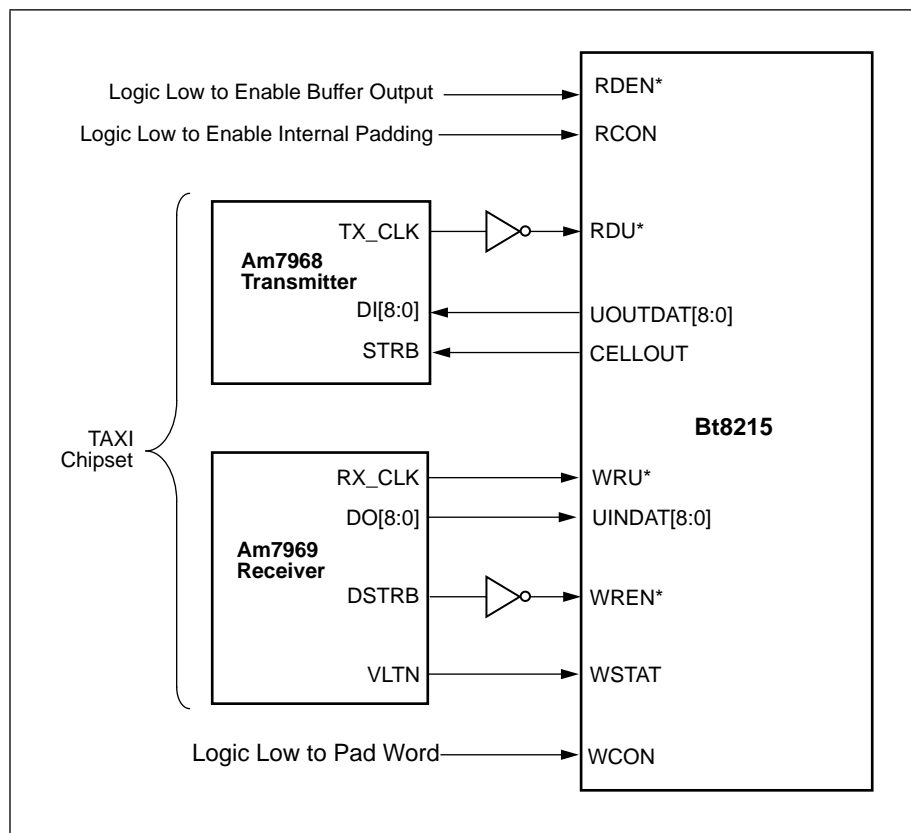 Logic Low to Enable Buffer Output
RDEN*
Logic Low to Enable Internal Padding
RCON
TX_CLK
RDU*
Am7968
Transmitter
DI[8:0]
UOUTDAT[8:0]
STRB
CELLOUT
Bt8215
TAXI
Chipset
RX_CLK
WRU*
DO[8:0]
UINDAT[8:0]
Am7969
Receiver
DSTRB
WREN*
VLTN
WSTAT
Logic Low to Pad Word
WCON